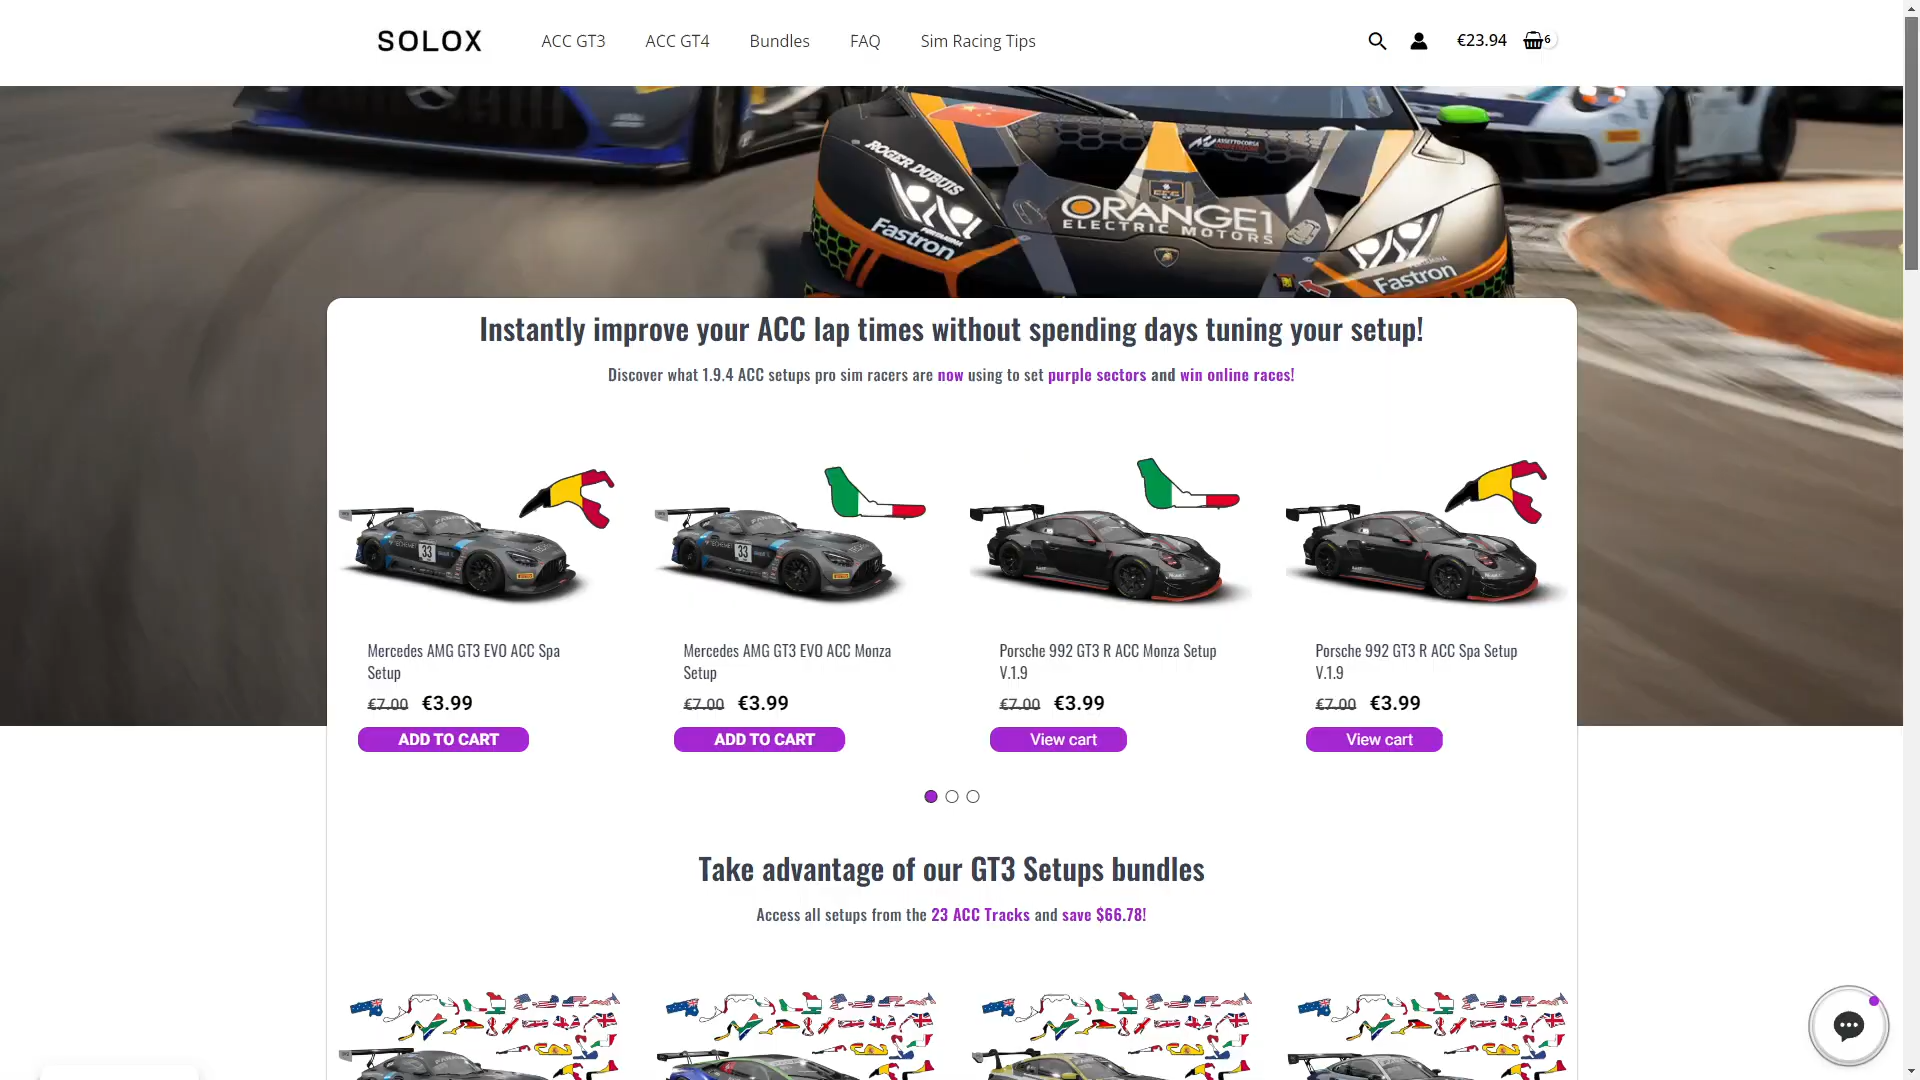 SOLOX
ACC GT3
ACC GT4
Bundles
FAQ
Sim Racing Tips
€23.94
6
ROGER DUBUIS
ASSETTO CORSA
ORANGE1
ELECTRIC MOTORS
Fastron
Fastron
Instantly improve your ACC lap times without spending days tuning your setup!
Discover what 1.9.4 ACC setups pro sim racers are now using to set purple sectors and win online races!
33
33
Mercedes AMG GT3 EVO ACC Spa
Setup
€7.00 €3.99
ADD TO CART
Mercedes AMG GT3 EVO ACC Monza
Setup
€7.00 €3.99
ADD TO CART
Porsche 992 GT3 R ACC Monza Setup
V.1.9
€7.00 €3.99
View cart
Porsche 992 GT3 R ACC Spa Setup
V.1.9
€7.00 €3.99
View cart
Take advantage of our GT3 Setups bundles
Access all setups from the 23 ACC Tracks and save $66.78!